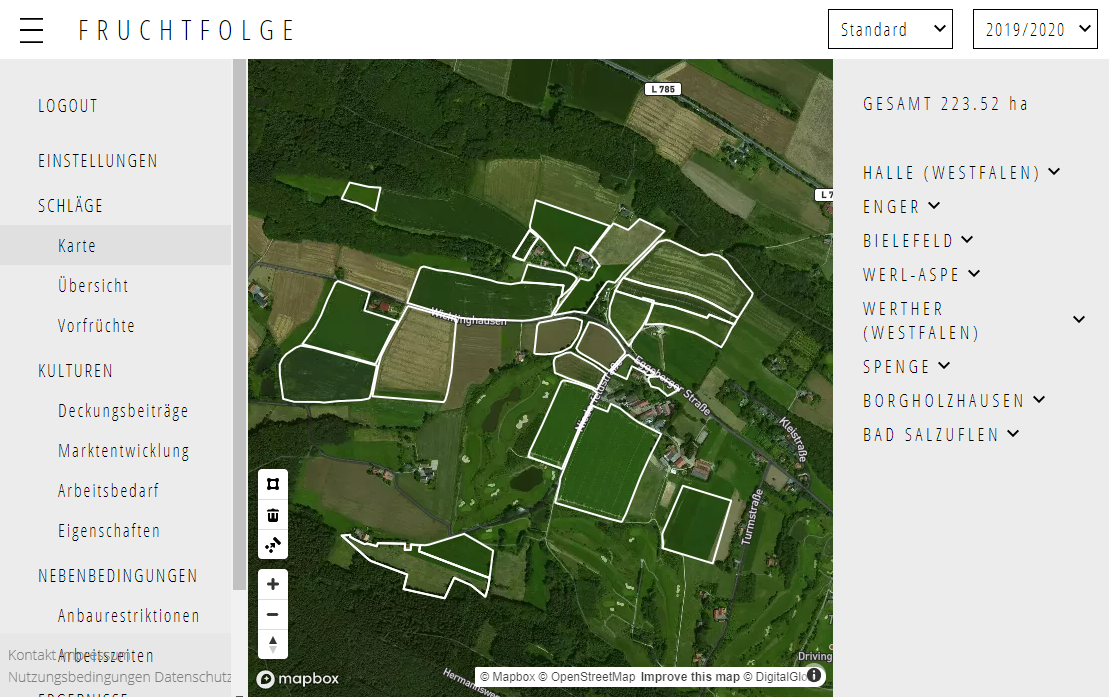 FRUCHTFOLGE
Standard
2019/2020
LOGOUT
EINSTELLUNGEN
SCHLÄGE
Karte
Übersicht
Vorfrüchte
KULTUREN
Deckungsbeiträge
Marktentwicklung
Arbeitsbedarf
Eigenschaften
NEBENBEDINGUNGEN
Anbaurestriktionen
Arbeitszeiten
Kontakt Impressum
Nutzungsbedingungen Datenschutz
ERGEBNISSE
L 785
L 7
Wichlinghausen
Eggeberger Straße
Kleistraße
Turmstraße
Driving
mapbox
© Mapbox © OpenStreetMap Improve this map © DigitalGlo
GESAMT 223.52 ha
HALLE (WESTFALEN)
ENGER
BIELEFELD
WERL-ASPE
WERTHER
(WESTFALEN)
SPENGE
BORGHOLZHAUSEN
BAD SALZUFLEN